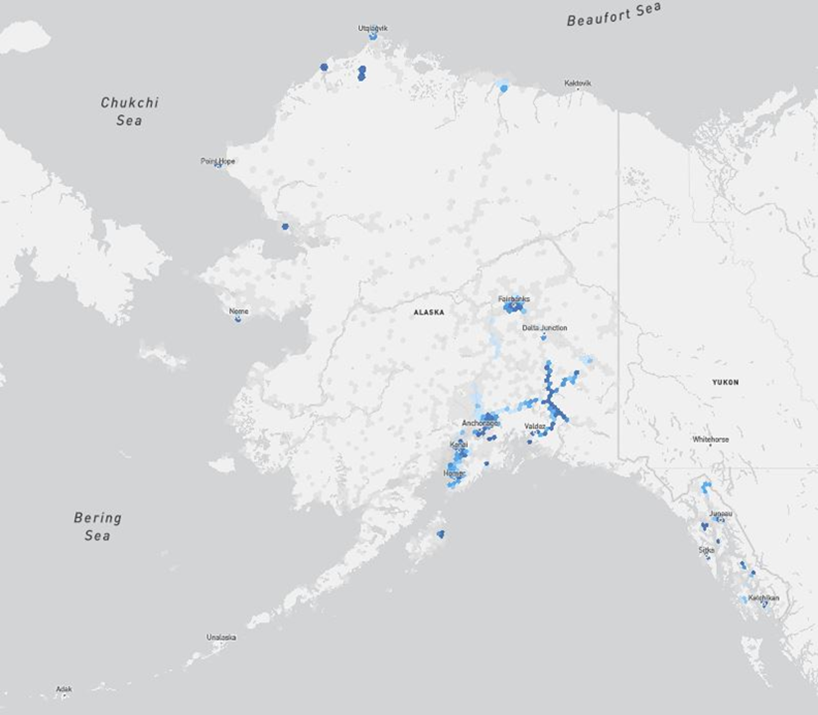 Beaufort Sea
Utqiagvik
Kaktovik
Chukchi
Sea
Point Hope
Nome
Fairbanks
ALASKA
Delta Junction
YUKON
Anchorage
Valdez
Whitehorse
Kenai
Homer
Bering
Sea
Juneau
Sitka
Ketchikan
Unalaska
Adak